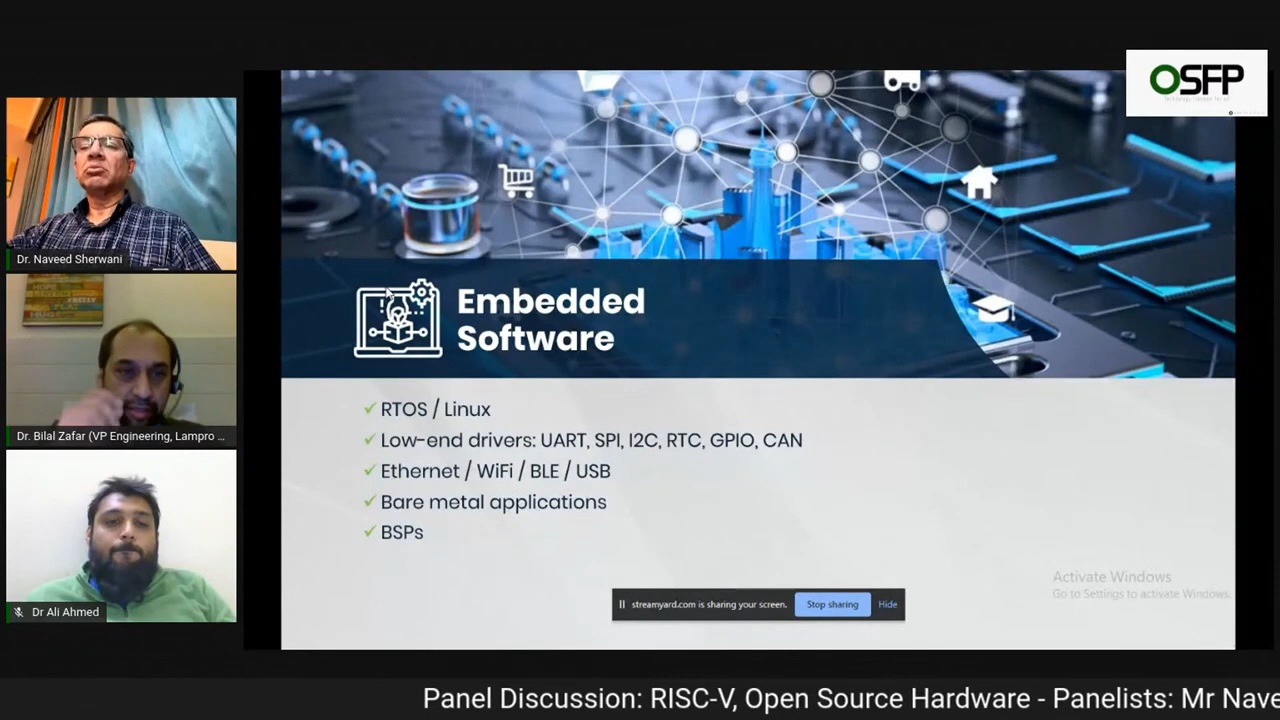 OSFP
Dr. Naveed Sherwani
Dr. Bilal Zafar (VP Engineering, Lampro ...
Dr Ali Ahmed
Embedded
Software
RTOS / Linux
Low-end drivers: UART, SPI, I2C, RTC, GPIO, CAN
Ethernet / WiFi / BLE / USB
Bare metal applications
BSPs
Activate Windows
Go to Settings to activate Windows.
streamyard.com is sharing your screen. Stop sharing Hide
Panel Discussion: RISC-V, Open Source Hardware - Panelists: Mr Nave